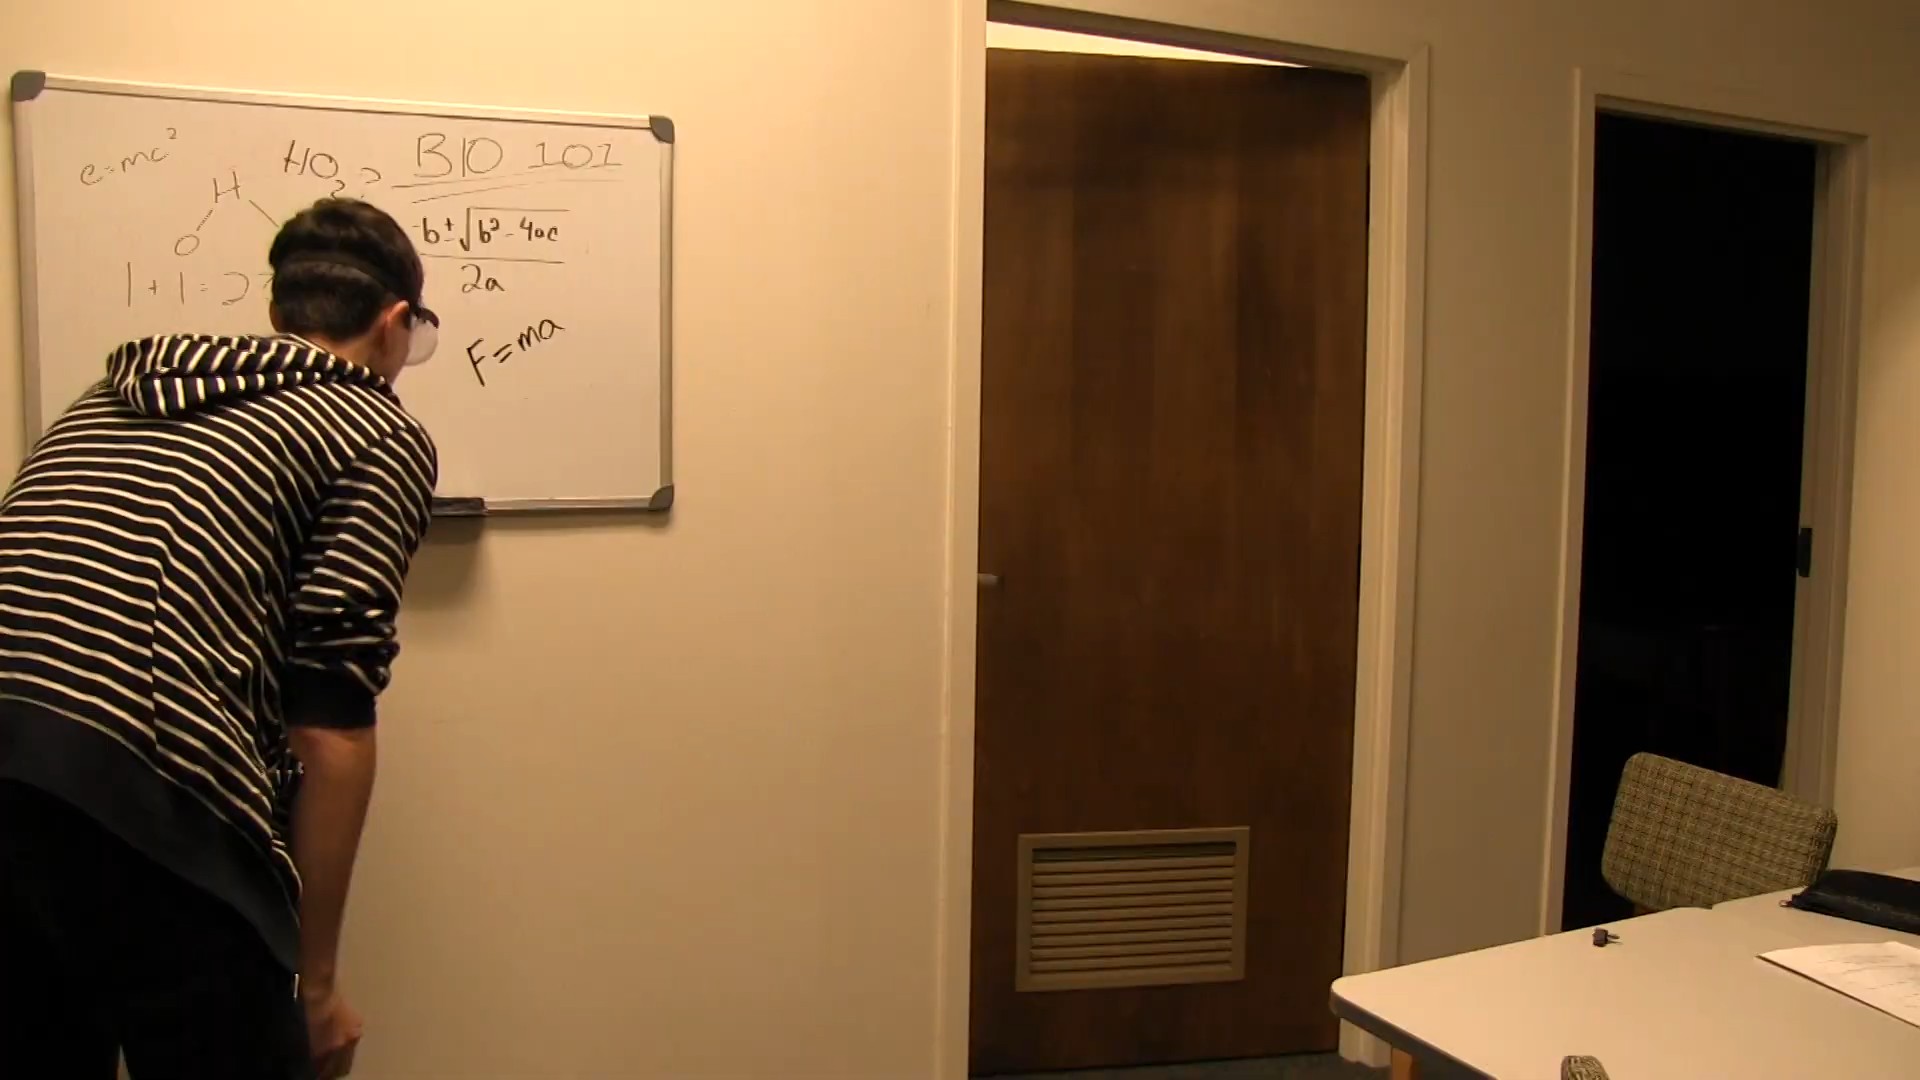 e=mc²
HO₂?
BIO 101
H
O
-b±√b²-4ac
2a
1+1=2?
F=ma